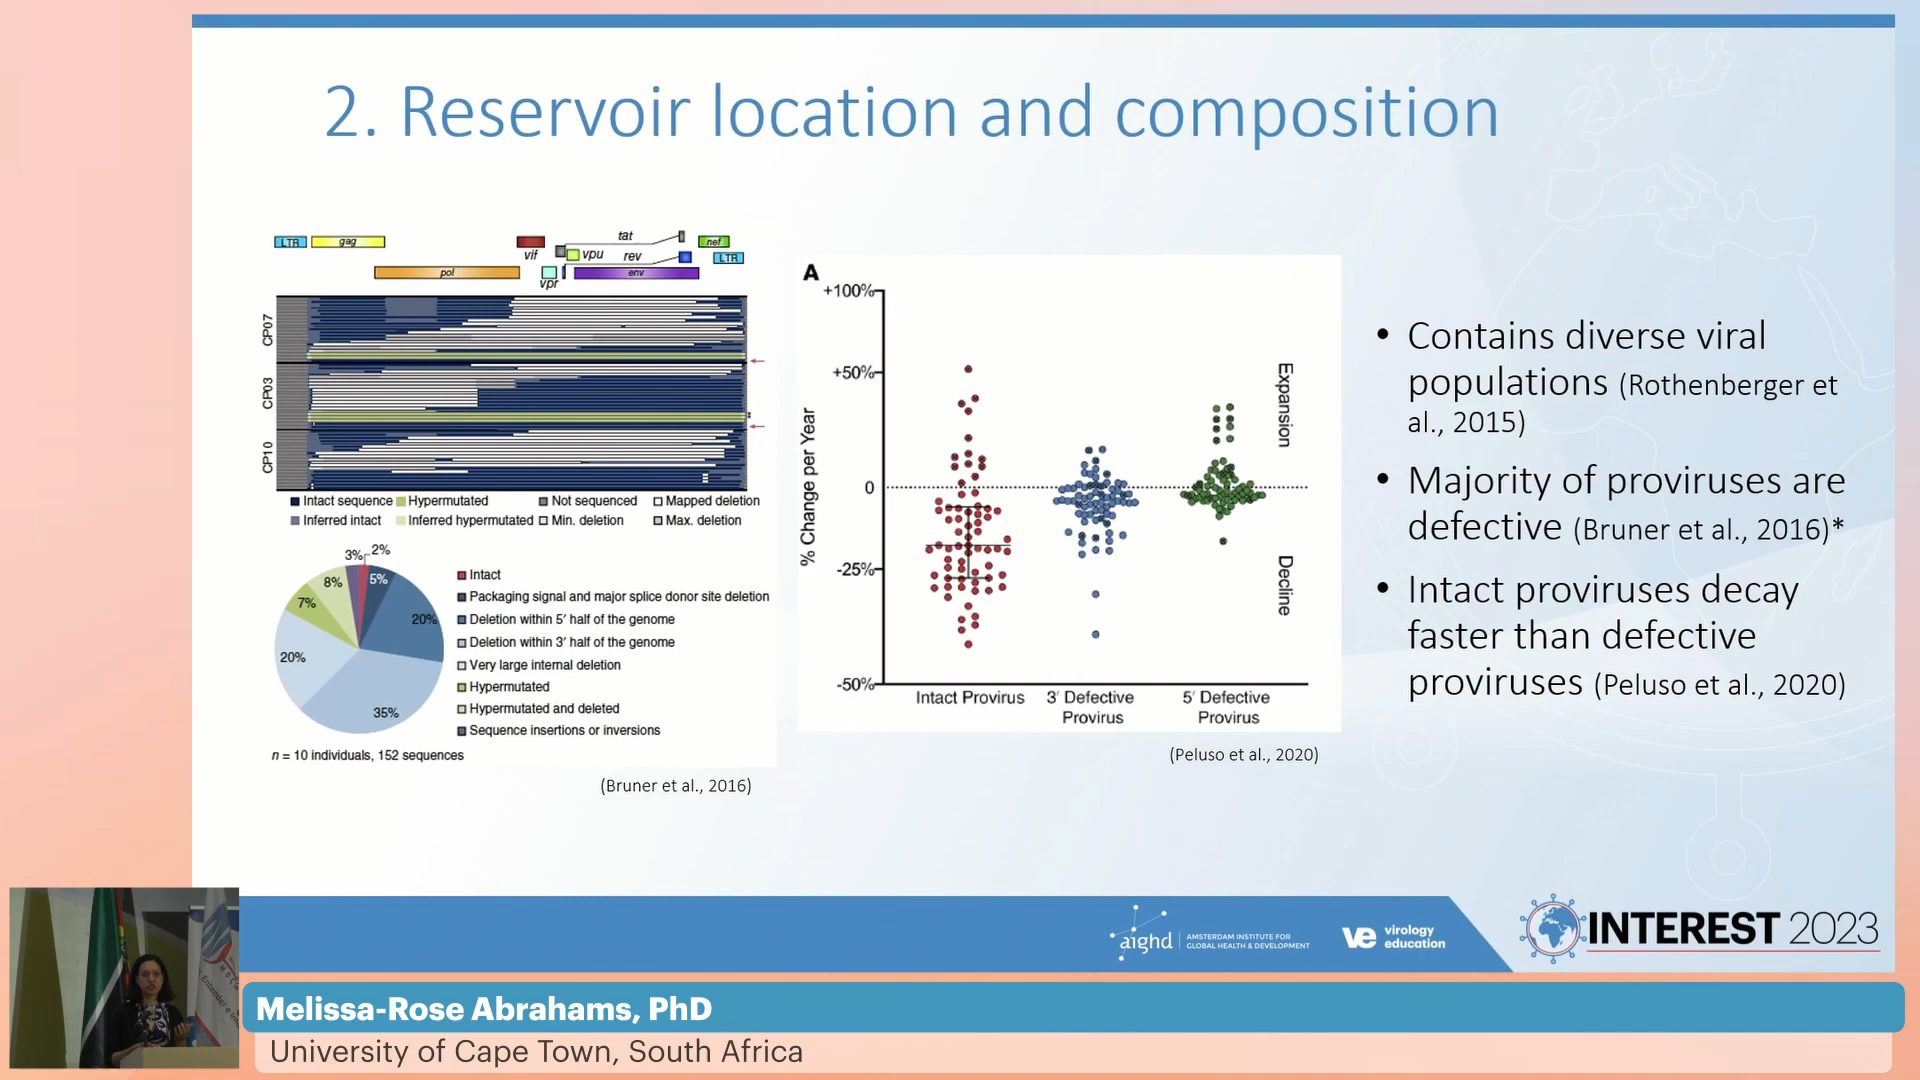 2. Reservoir location and composition
LTR
gag
vif
tat
vpu
rev
nef
LTR
pol
vpr
env
CP07
CP03
CP10
Intact sequence
Hypermutated
Not sequenced
Mapped deletion
Inferred intact
Inferred hypermutated
Min. deletion
Max. deletion
3%
2%
5%
8%
7%
20%
20%
35%
Intact
Packaging signal and major splice donor site deletion
Deletion within 5′ half of the genome
Deletion within 3′ half of the genome
Very large internal deletion
Hypermutated
Hypermutated and deleted
Sequence insertions or inversions
n = 10 individuals, 152 sequences
(Bruner et al., 2016)
A
+100%
+50%
0
-25%
-50%
% Change per Year
Expansion
Decline
Intact Provirus
3′ Defective
Provirus
5′ Defective
Provirus
(Peluso et al., 2020)
• Contains diverse viral
populations (Rothenberger et
al., 2015)
• Majority of proviruses are
defective (Bruner et al., 2016)*
• Intact proviruses decay
faster than defective
proviruses (Peluso et al., 2020)
aighd
AMSTERDAM INSTITUTE FOR
GLOBAL HEALTH & DEVELOPMENT
ve
virology
education
INTEREST 2023
Melissa-Rose Abrahams, PhD
University of Cape Town, South Africa